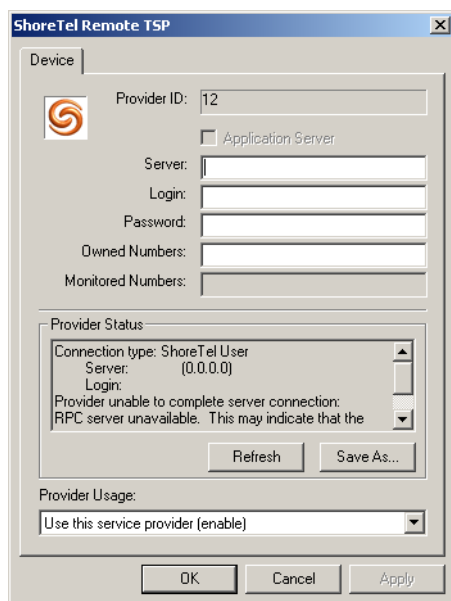 ShoreTel Remote TSP
Device
Provider ID: 12
Application Server
Server:
Login:
Password:
Owned Numbers:
Monitored Numbers:
Provider Status
Connection type: ShoreTel User
Server: (0.0.0.0)
Login:
Provider unable to complete server connection:
RPC server unavailable. This may indicate that the
Refresh Save As...
Provider Usage:
Use this service provider (enable)
OK Cancel Apply